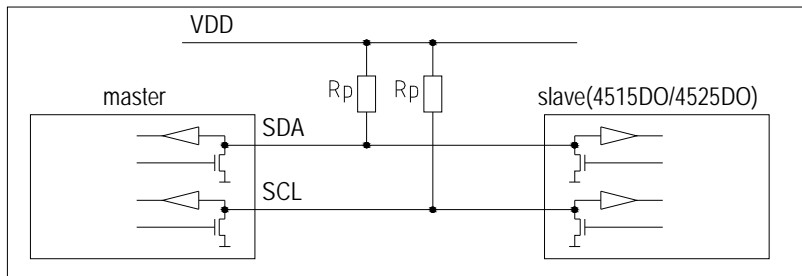 VDD
Rp Rp
master
slave(4515DO/4525DO)
SDA
SCL